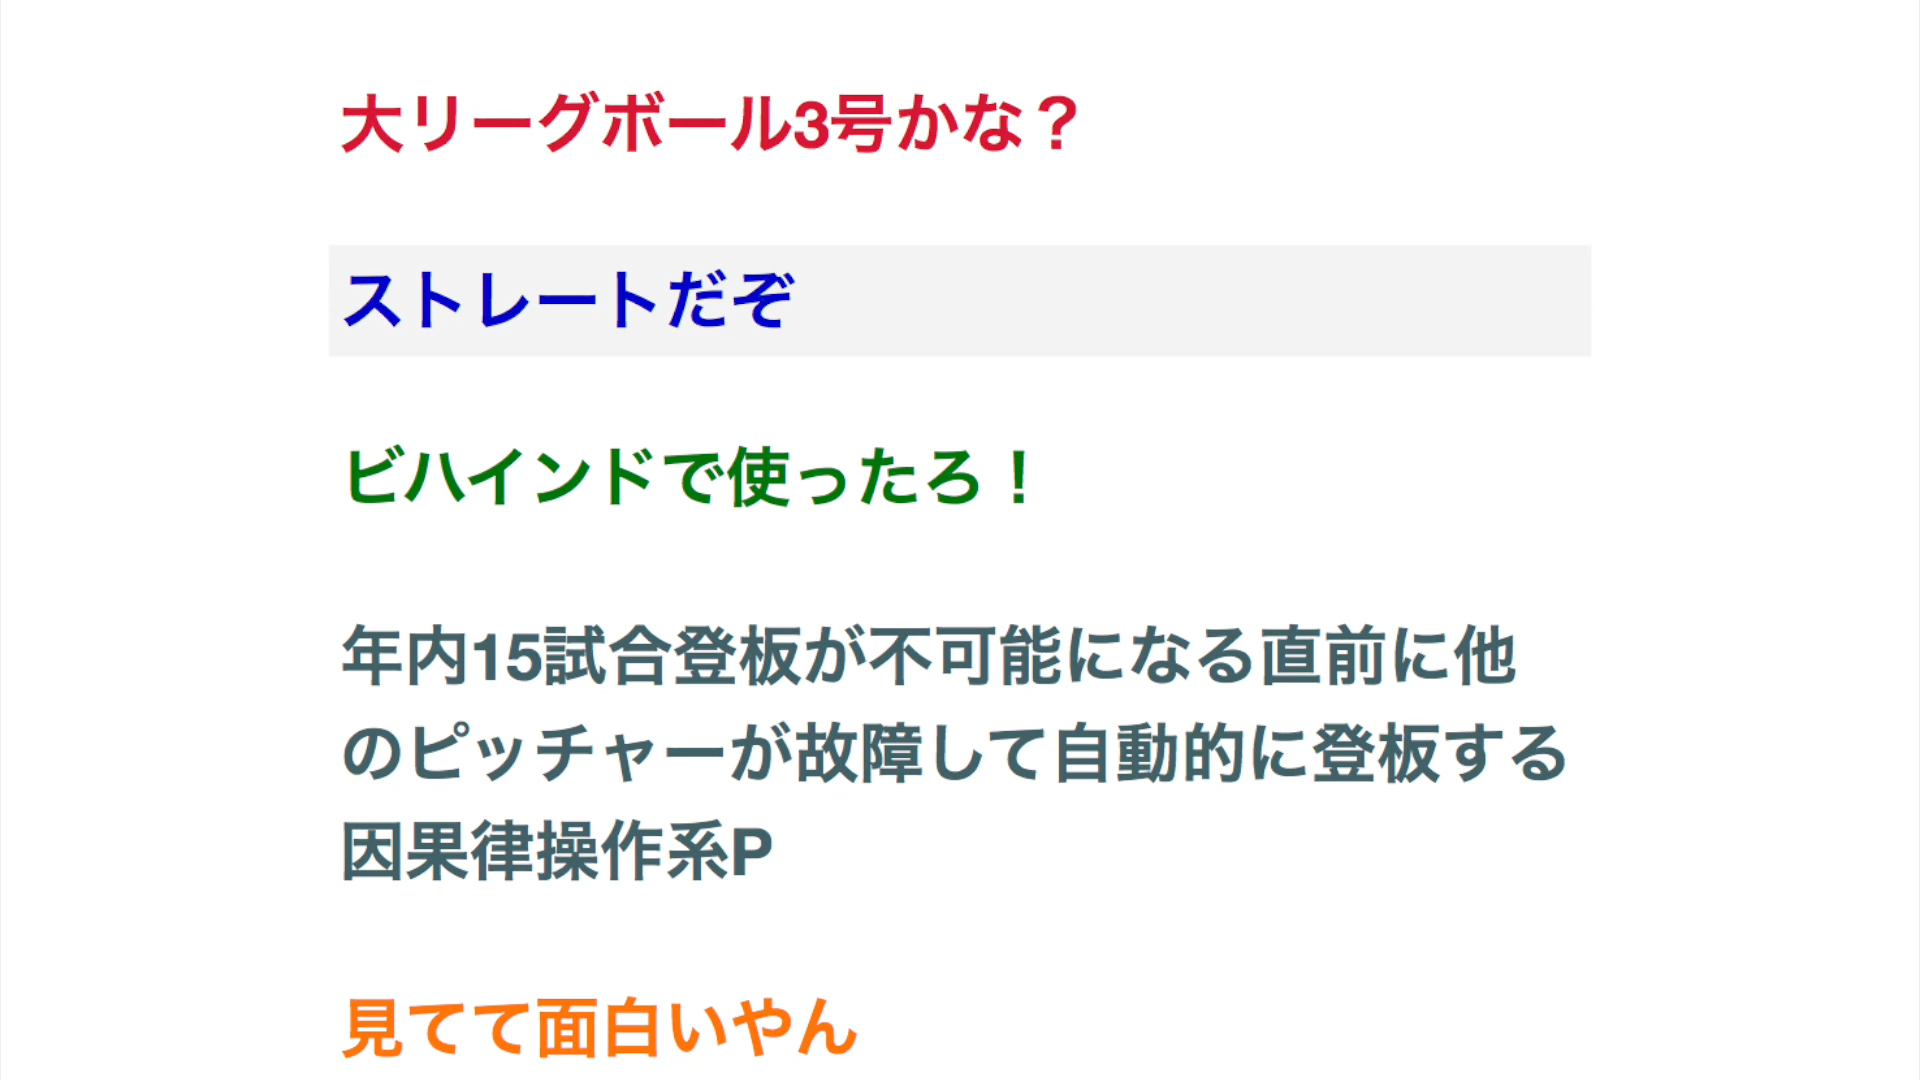 大リーグボール3号かな？
ストレートだぞ
ビハインドで使ったろ！
年内15試合登板が不可能になる直前に他
のピッチャーが故障して自動的に登板する
因果律操作系P
見てて面白いやん